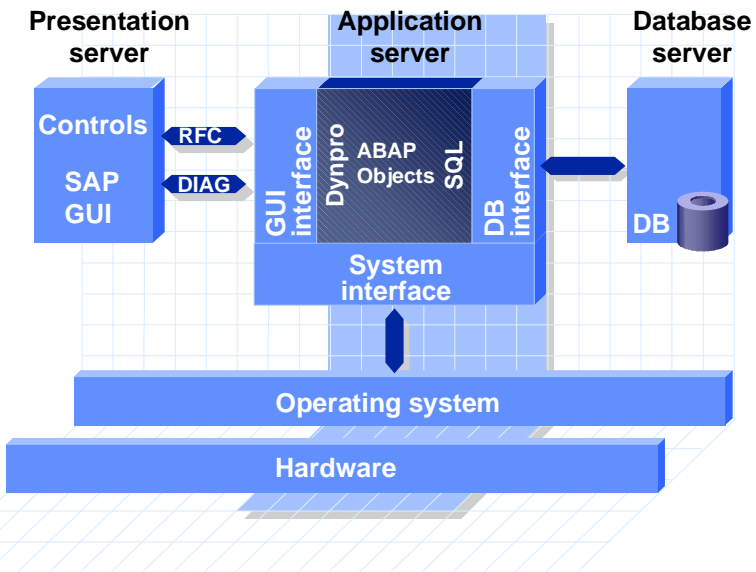 Presentation
server
Application
server
Database
server
Controls
SAP
GUI
RFC
DIAG
GUI
interface
Dynpro
ABAP
Objects
SQL
DB
interface
System
interface
DB
Operating system
Hardware